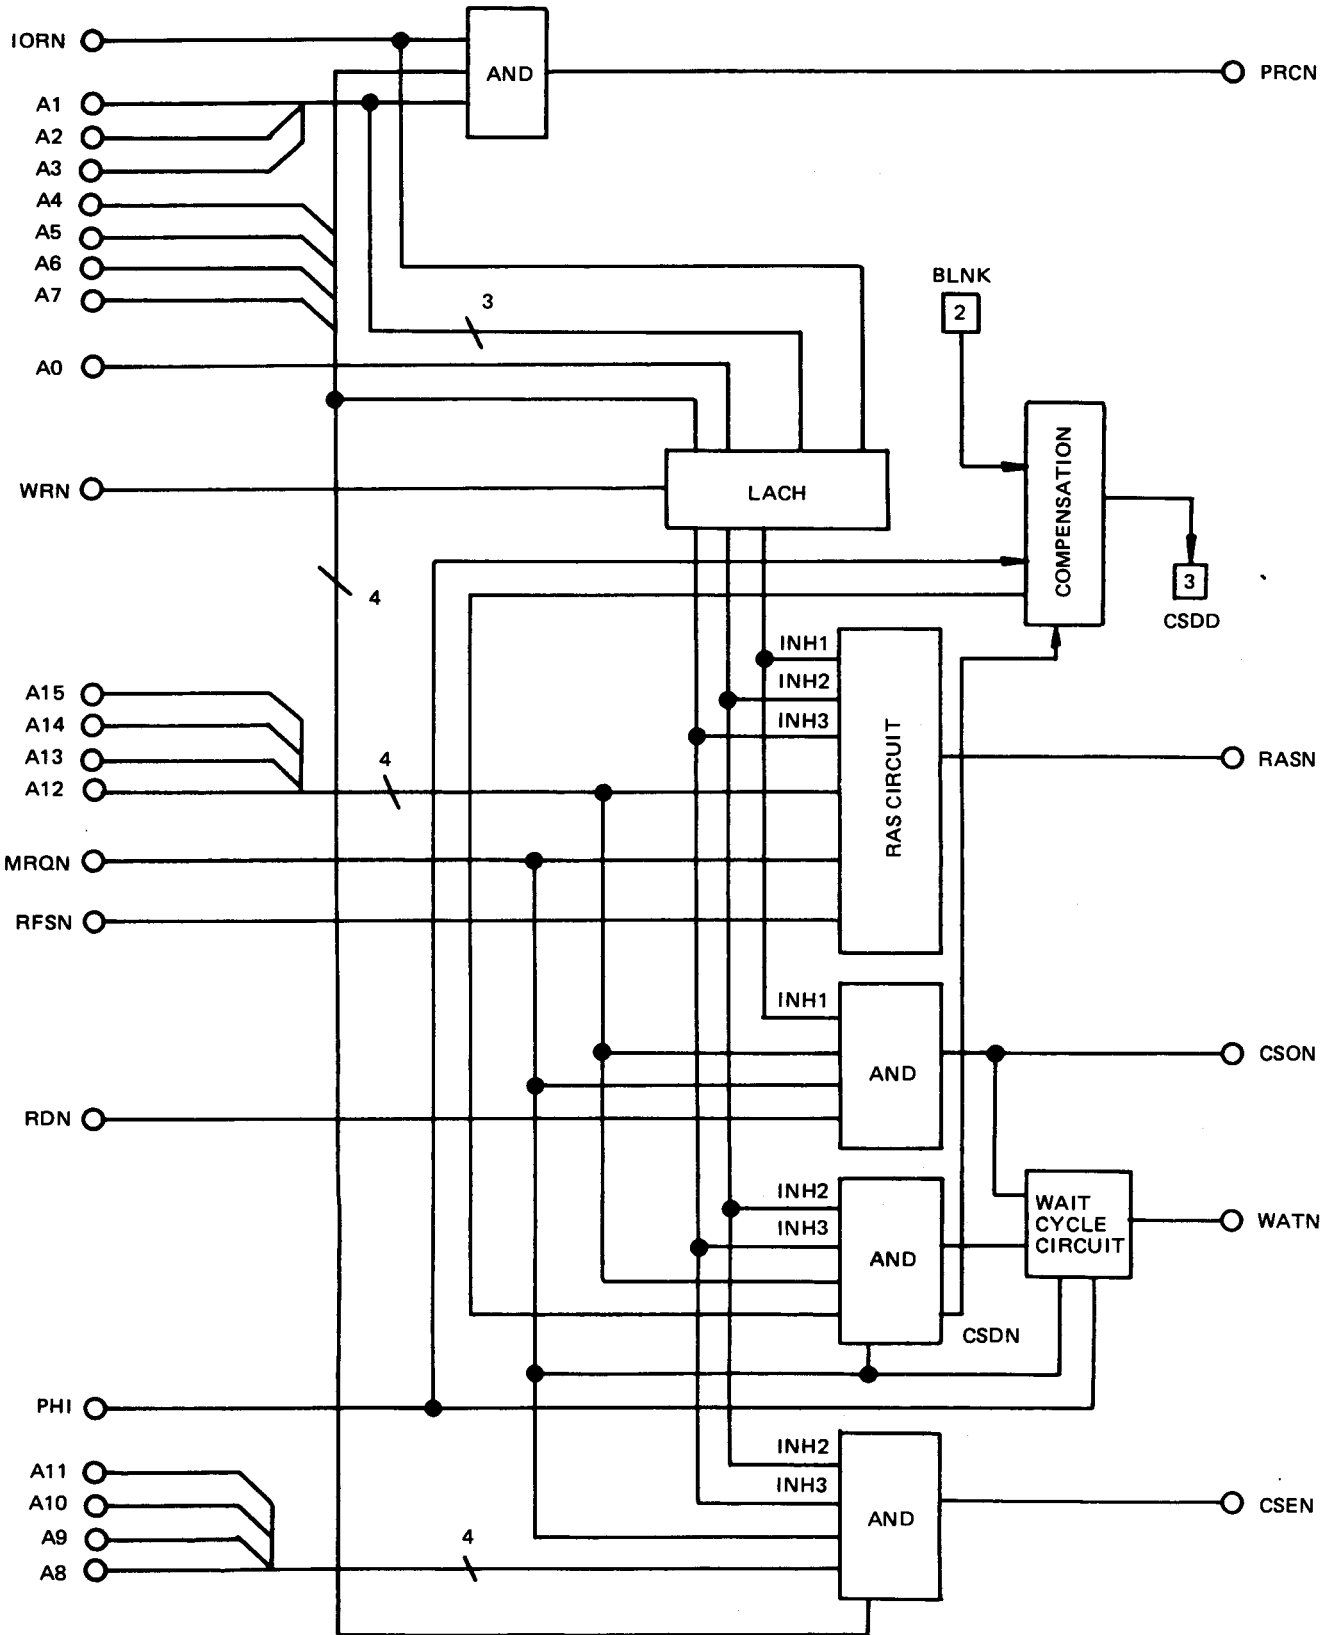 IORN
AND
PRCN
A1
A2
A3
A4
A5
A6
A7
3
BLNK
2
A0
COMPENSATION
WRN
LACH
4
3
CSDD
INH1
A15
INH2
A14
INH3
A13
4
A12
RAS CIRCUIT
RASN
MRQN
RFSN
INH1
AND
CSON
RDN
INH2
WAIT
CYCLE
CIRCUIT
WATN
INH3
AND
CSDN
PHI
INH2
A11
INH3
A10
AND
CSEN
A9
4
A8